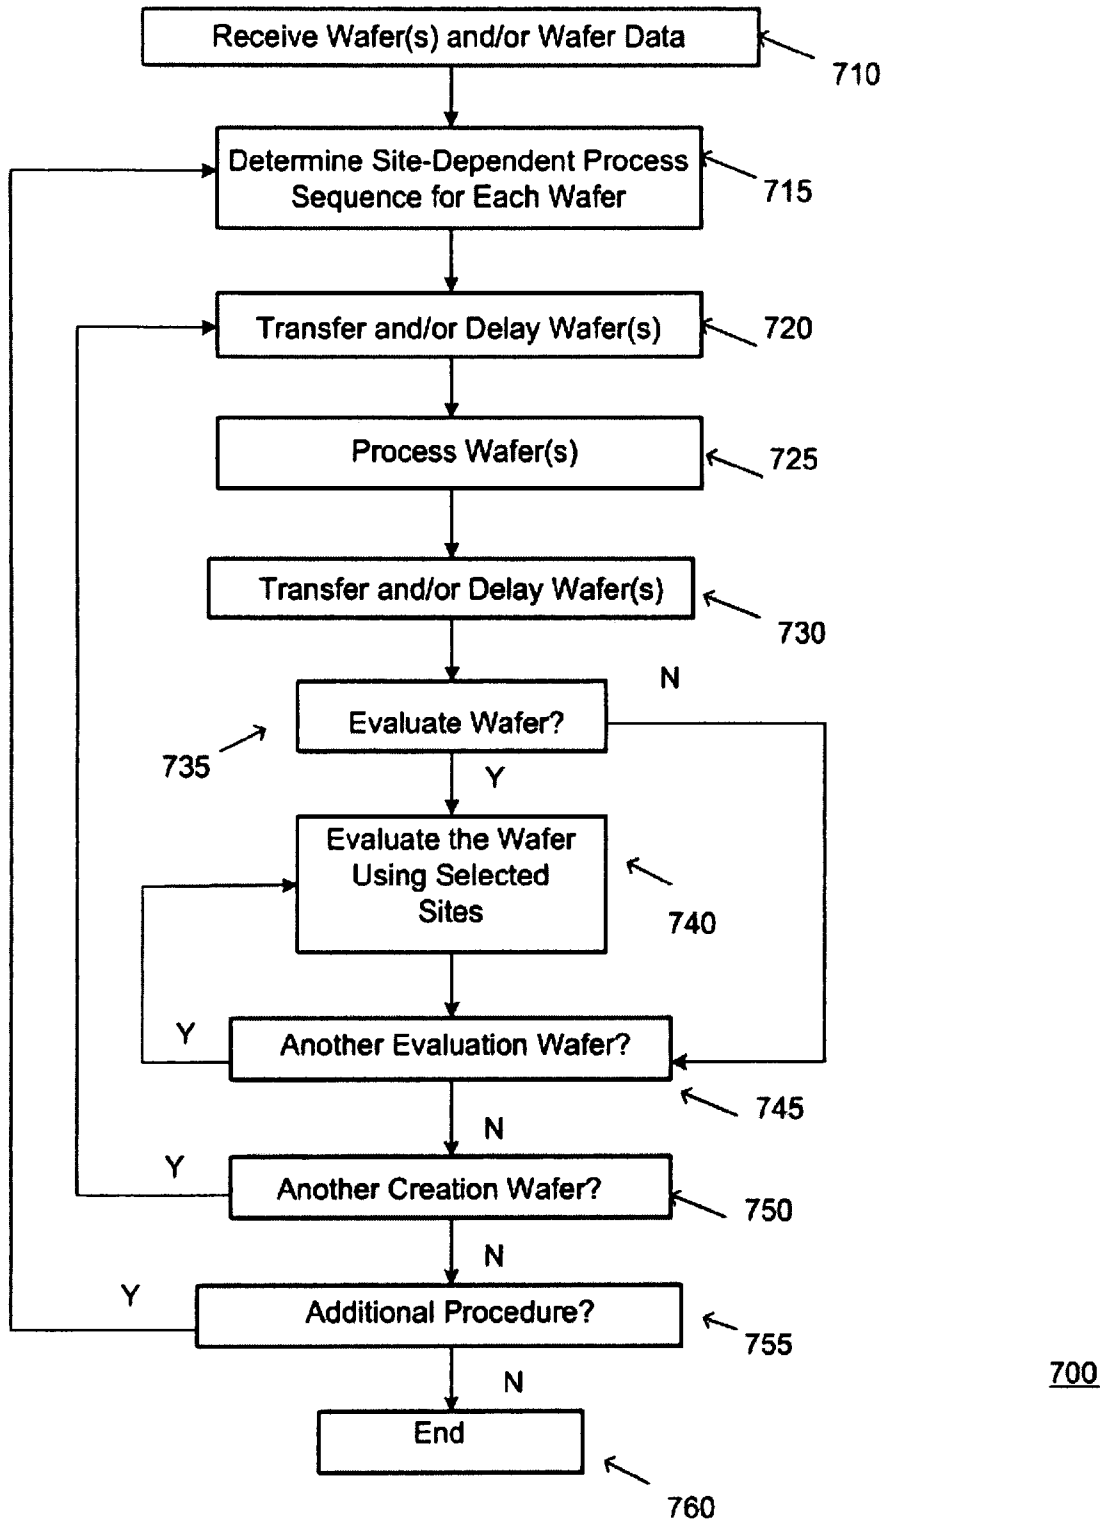 Receive Wafer(s) and/or Wafer Data
710
Determine Site-Dependent Process
Sequence for Each Wafer
715
Transfer and/or Delay Wafer(s)
720
Process Wafer(s)
725
Transfer and/or Delay Wafer(s)
730
N
Evaluate Wafer?
735
Y
Evaluate the Wafer
Using Selected
Sites
740
Y
Another Evaluation Wafer?
745
N
Y
Another Creation Wafer?
750
N
Y
Additional Procedure?
755
700
N
End
760